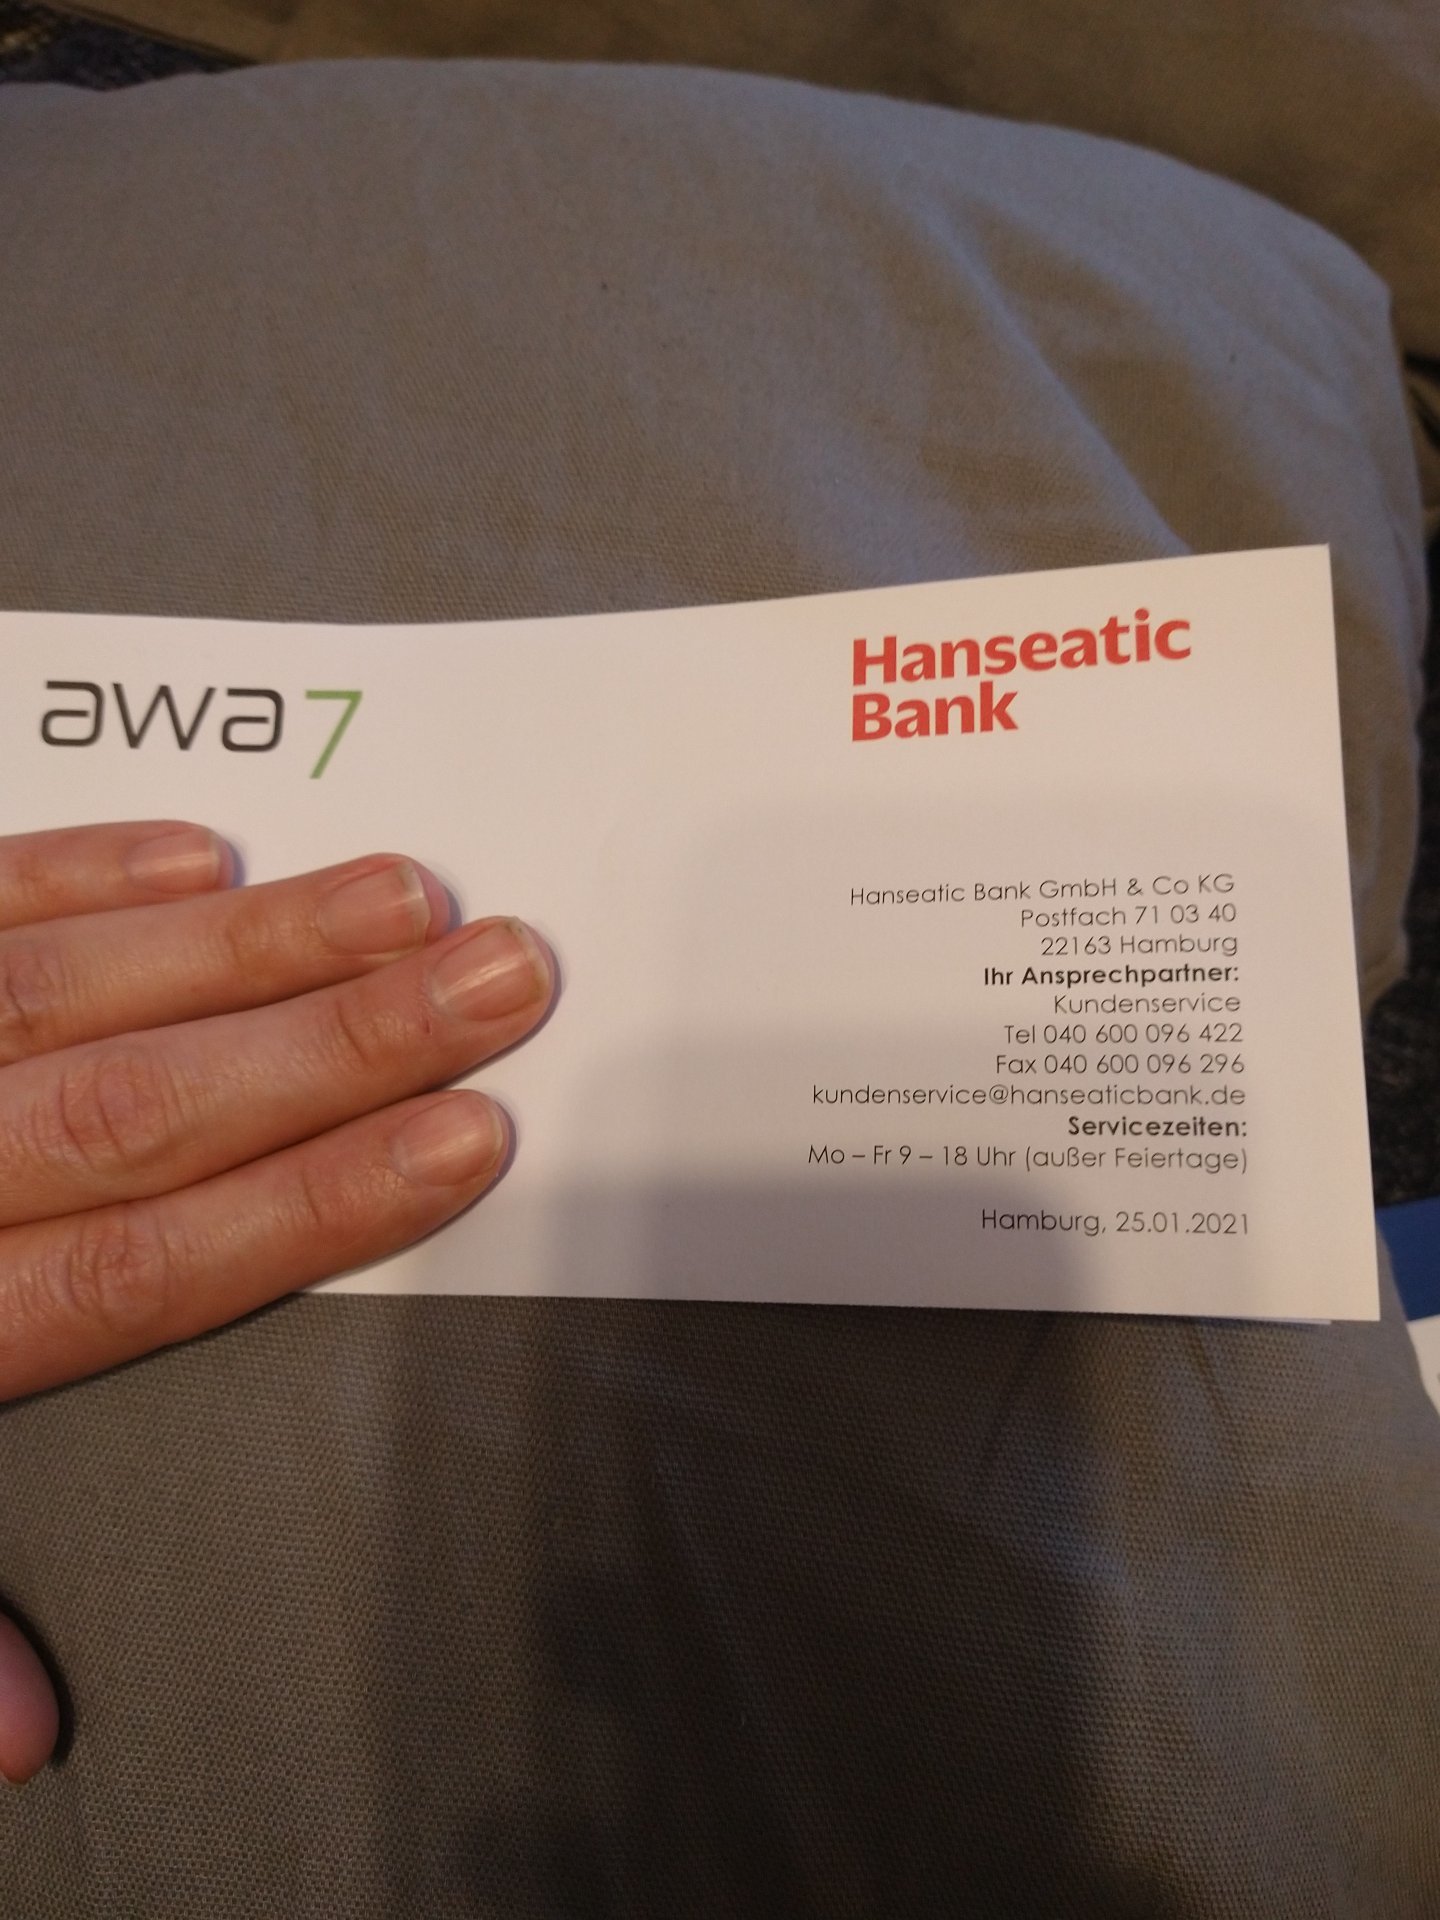 awa7
Hanseatic
Bank
Hanseatic Bank GmbH & Co KG
Postfach 71 03 40
22163 Hamburg
Ihr Ansprechpartner:
Kundenservice
Tel 040 600 096 422
Fax 040 600 096 296
kundenservice@hanseaticbank.de
Servicezeiten:
Mo – Fr 9 – 18 Uhr (außer Feiertage)
Hamburg, 25.01.2021